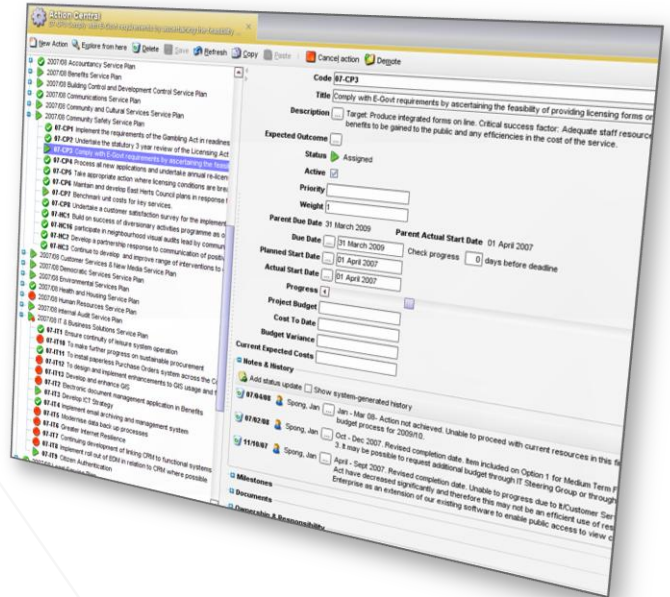 Action Central
07-CP3 Comply with E-Govt requirements by ascertaining the feasibility ...
New Action Explore from here Delete Save Refresh Copy Paste Cancel action Demote
2007/08 Accountancy Service Plan
2007/08 Benefits Service Plan
2007/08 Building Control and Development Control Service Plan
2007/08 Communications Service Plan
2007/08 Community and Cultural Services Service Plan
2007/08 Community Safety Service Plan
07-CP1 Implement the requirements of the Gambling Act in readines
07-CP2 Undertake the statutory 3 year review of the Licensing Act
07-CP3 Comply with E-Govt requirements by ascertaining the feasi
07-CP4 Process all new applications and undertake annual re-licen
07-CP5 Take appropriate action where licensing conditions are brea
07-CP6 Maintain and develop East Herts Council plans in response t
07-CP7 Benchmark unit costs for key services.
07-CP8 Undertake a customer satisfaction survey for the implement
07-HC1 Build on success of diversionary activities programme as o
07-HC16 participate in neighbourhood visual audits lead by commun
07-HC2 Develop a partnership response to communication of positiv
07-HC3 Continue to develop and improve range of interventions to
2007/08 Customer Services & New Media Service Plan
2007/08 Democratic Services Service Plan
2007/08 Environmental Services Plan
2007/08 Health and Housing Service Plan
2007/08 Human Resources Service Plan
2007/08 Internal Audit Service Plan
2007/08 IT & Business Solutions Service Plan
07-IT1 Ensure continuity of leisure system operation
07-IT10 To make further progress on sustainable procurement
07-IT11 To install paperless Purchase Orders system across the C
07-IT12 To design and implement enhancements to GIS usage and f
07-IT13 Develop and enhance GIS
07-IT2 Electronic document management application in Benefits
07-IT3 Develop ICT Strategy
07-IT4 Implement email archiving and management system
07-IT5 Modernise data back up processes
07-IT6 Greater Internet Resilience
07-IT7 Continuing development of linking CRM to functional systems
07-IT8 Implement roll out of EDM in relation to CRM where possible
07-IT9 Citizen Authentication
Code 07-CP3
Title Comply with E-Govt requirements by ascertaining the feasibility of providing licensing forms on
Description ... Target: Produce integrated forms on line. Critical success factor: Adequate staff resource
benefits to be gained to the public and any efficiencies in the cost of the service.
Expected Outcome ...
Status Assigned
Active
Priority
Weight 1
Parent Due Date 31 March 2009 Parent Actual Start Date 01 April 2007
Due Date ... 31 March 2009 Check progress 0 days before deadline
Planned Start Date ... 01 April 2007
Actual Start Date ... 01 April 2007
Progress
Project Budget
Cost To Date
Budget Variance
Current Expected Costs
Notes & History
Add status update Show system-generated history
07/04/08 Spong, Jan ... Jan - Mar 08- Action not achieved. Unable to proceed with current resources in this fi
budget process for 2009/10.
07/02/08 Spong, Jan ... Oct - Dec 2007. Revised completion date. Item included on Option 1 for Medium Term F
3. It may be possible to request additional budget through IT Steering Group or through
11/10/07 Spong, Jan ... April - Sept 2007. Revised completion date. Unable to progress due to It/Customer Ser
Act have decreased significantly and therefore this may not be an efficient use of res
Enterprise as an extension of our existing software to enable public access to view c
Milestones
Documents
Ownership & Responsibility